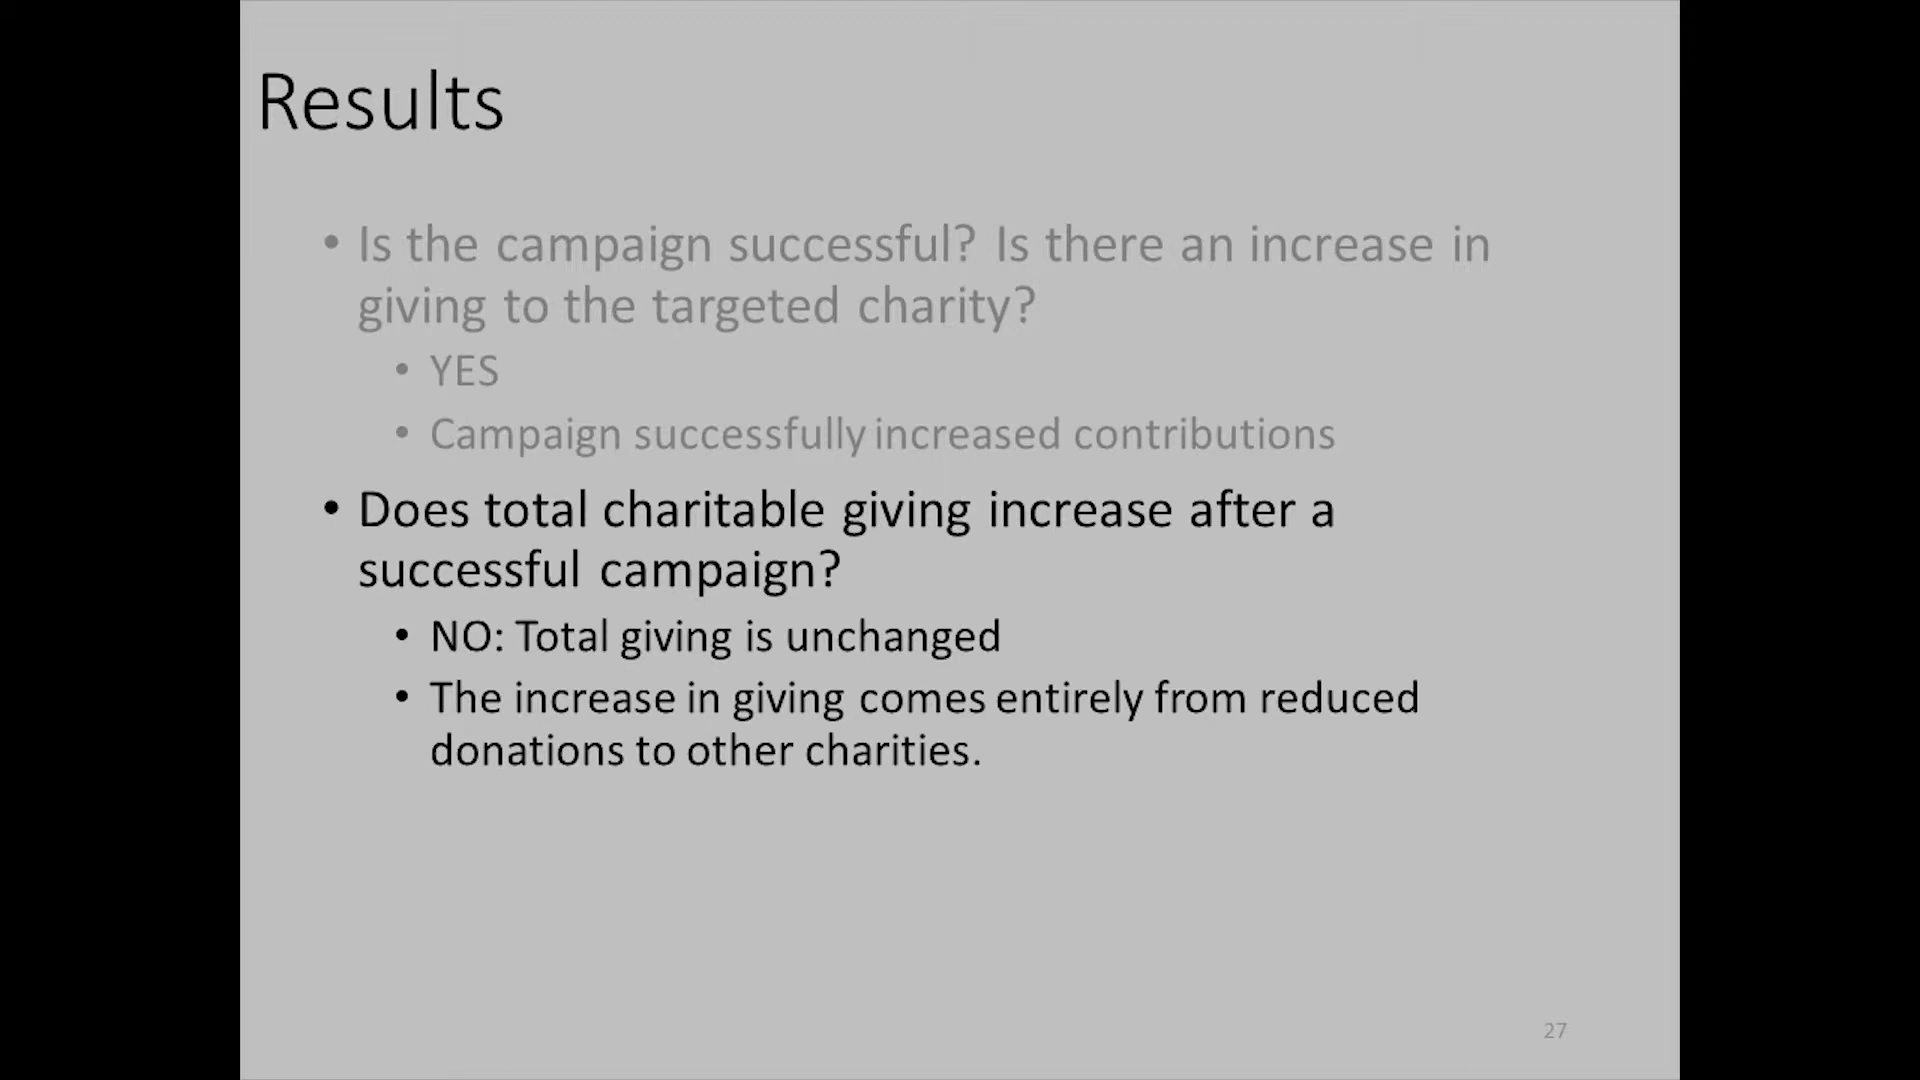 Results
• Is the campaign successful? Is there an increase in
giving to the targeted charity?
• YES
• Campaign successfully increased contributions
• Does total charitable giving increase after a
successful campaign?
• NO: Total giving is unchanged
• The increase in giving comes entirely from reduced
donations to other charities.
27